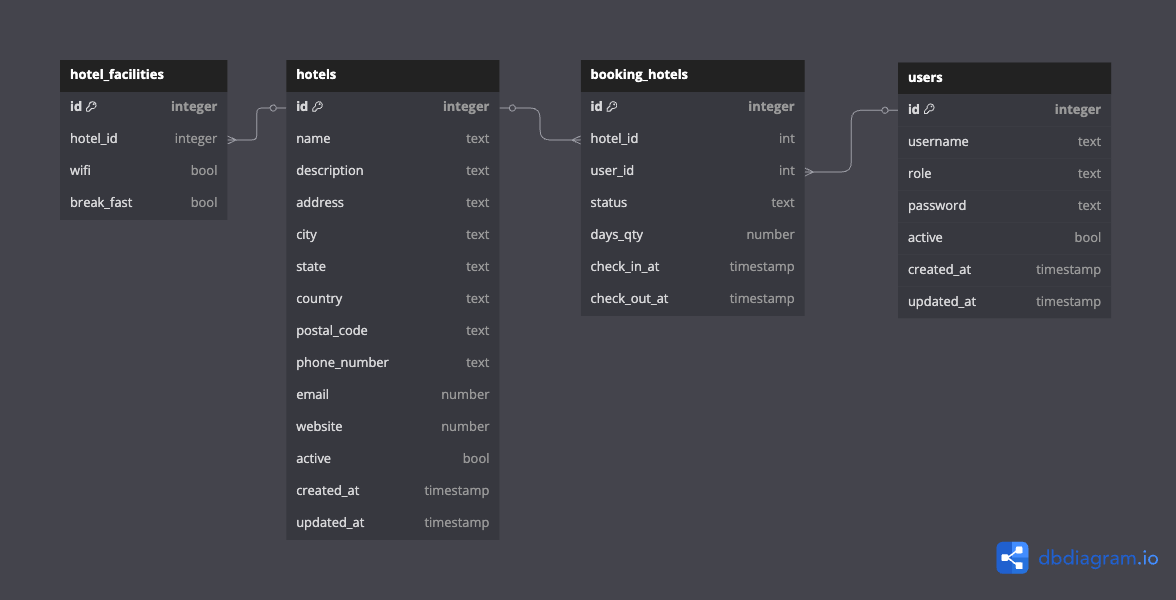 hotel_facilities
id integer
hotel_id integer
wifi bool
break_fast bool
hotels
id integer
name text
description text
address text
city text
state text
country text
postal_code text
phone_number text
email number
website number
active bool
created_at timestamp
updated_at timestamp
booking_hotels
id integer
hotel_id int
user_id int
status text
days_qty number
check_in_at timestamp
check_out_at timestamp
users
id integer
username text
role text
password text
active bool
created_at timestamp
updated_at timestamp
dbdiagram.io